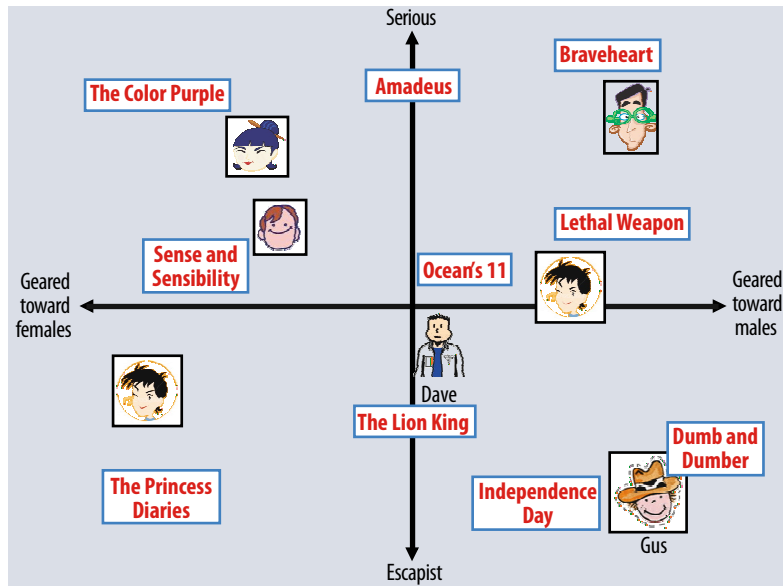 Serious
Braveheart
Amadeus
The Color Purple
Lethal Weapon
Sense and
Sensibility
Ocean's 11
Geared
toward
females
Geared
toward
males
Dave
The Lion King
Dumb and
Dumber
The Princess
Diaries
Independence
Day
Gus
Escapist